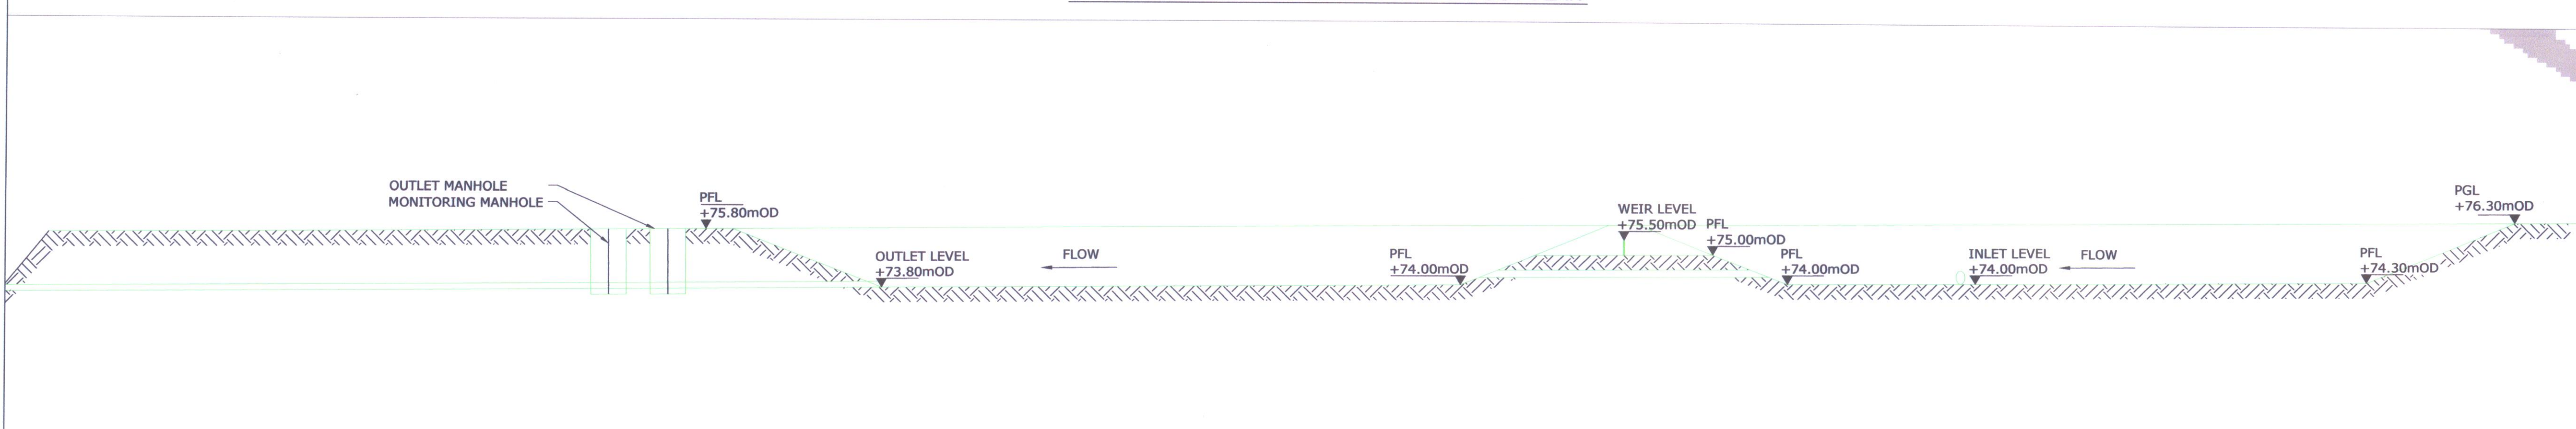 OUTLET MANHOLE
MONITORING MANHOLE
PFL
+75.80mOD
OUTLET LEVEL
+73.80mOD
FLOW
PFL
+74.00mOD
WEIR LEVEL
+75.50mOD
PFL
+75.00mOD
PFL
+74.00mOD
INLET LEVEL
+74.00mOD
FLOW
PFL
+74.30mOD
PGL
+76.30mOD